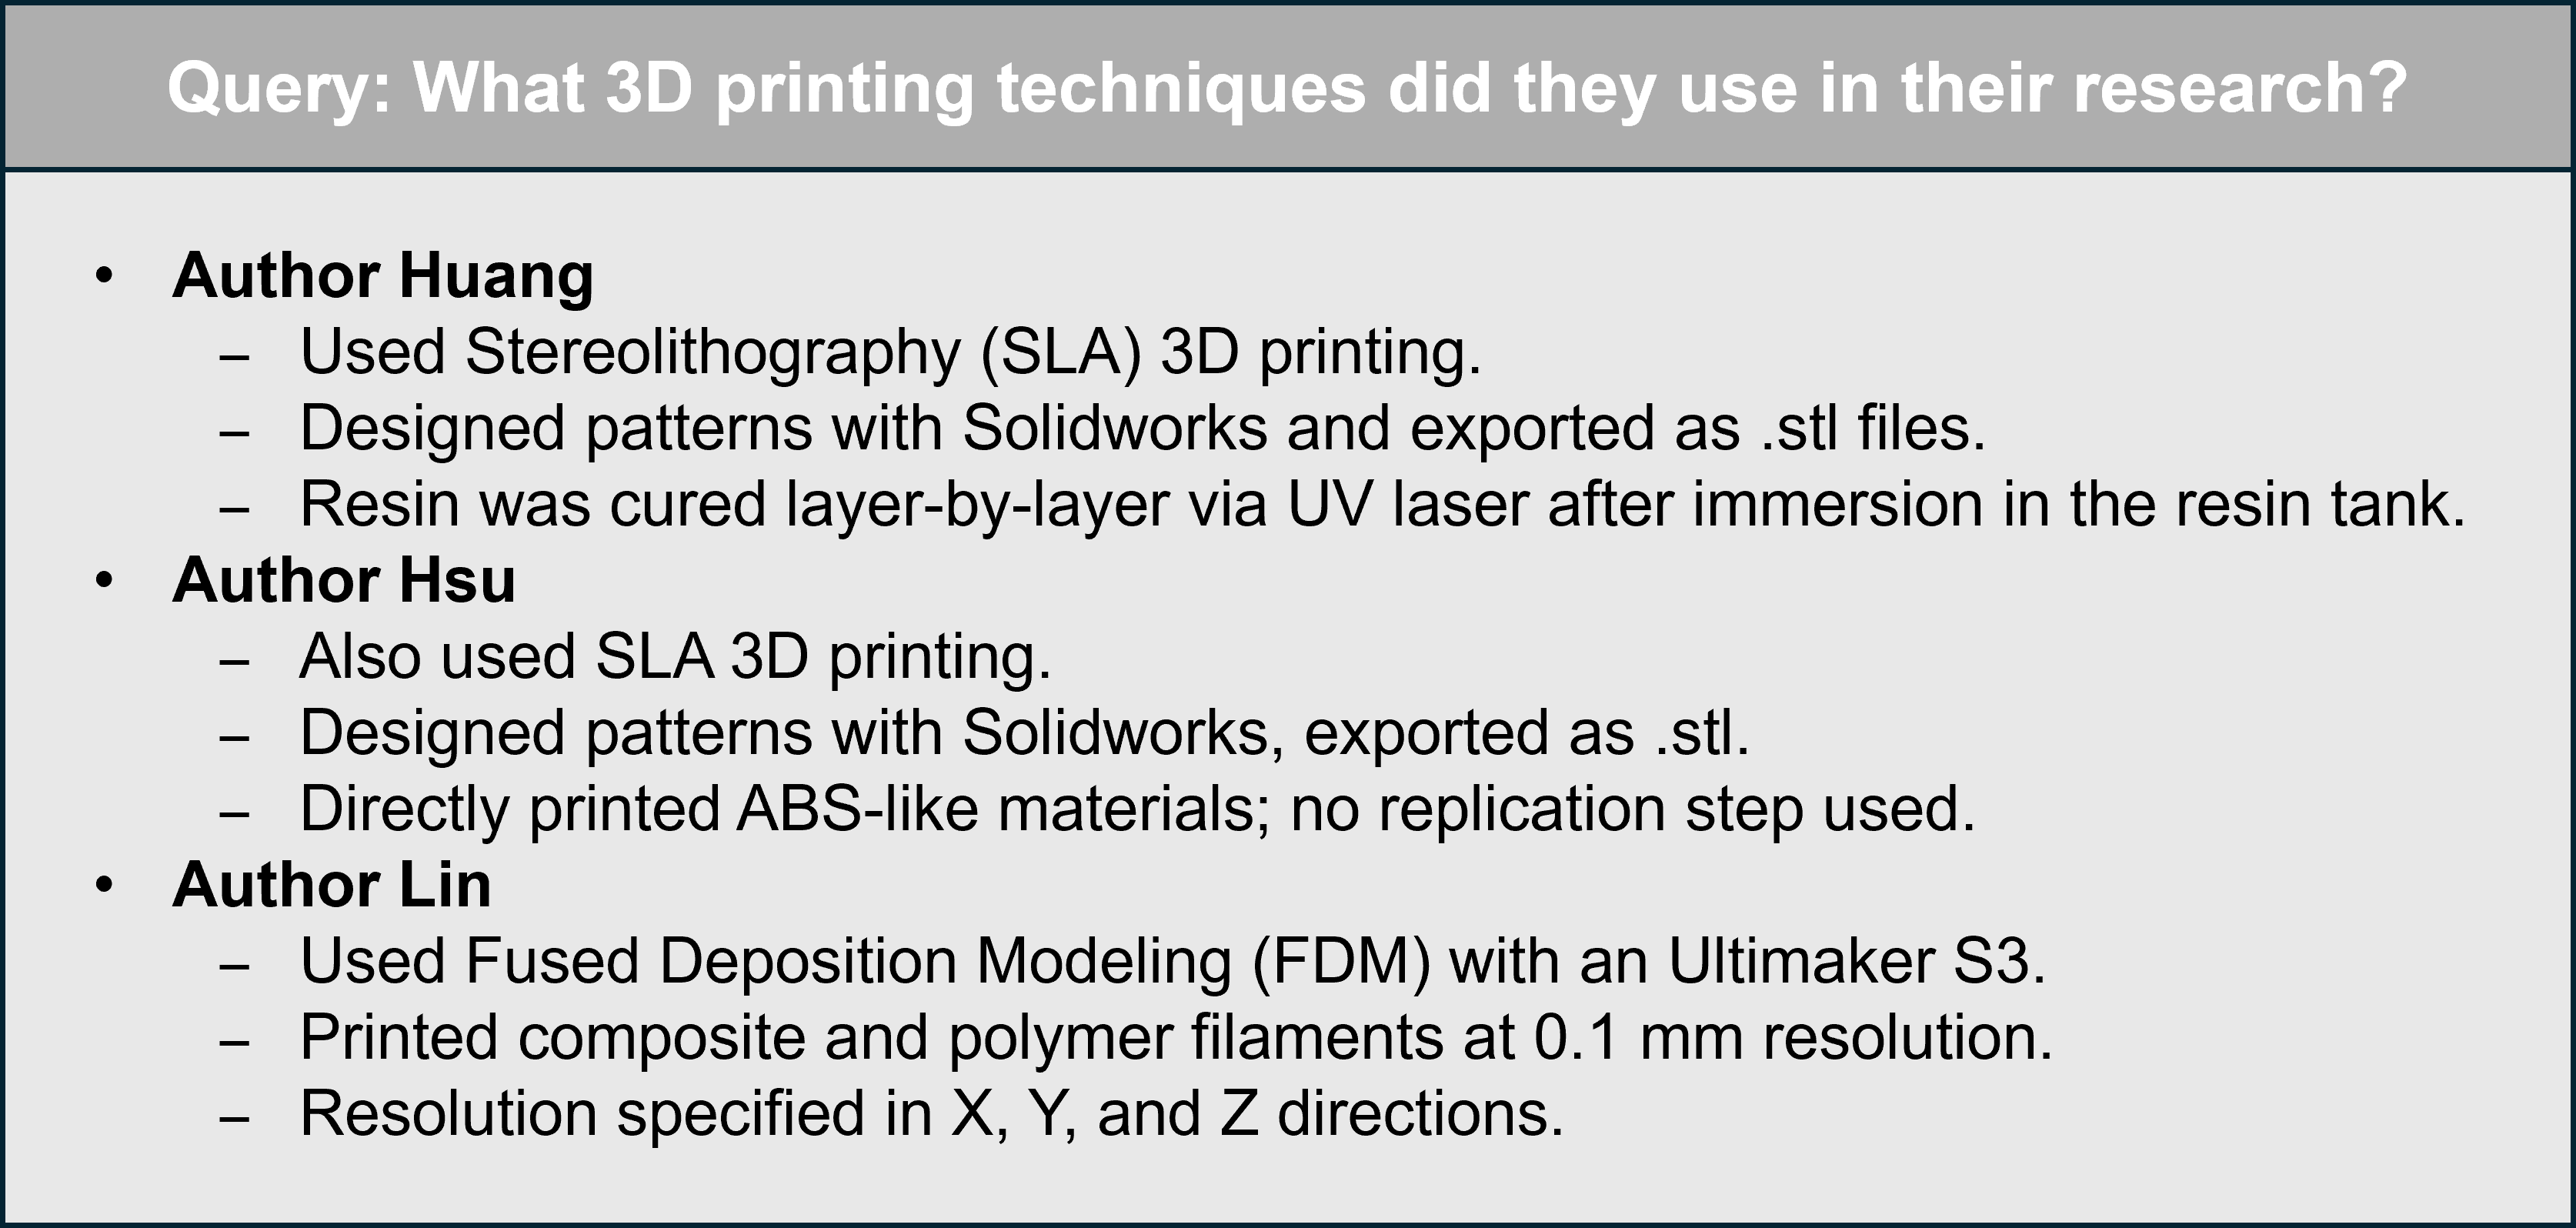 Query: What 3D printing techniques did they use in their research?
• Author Huang
– Used Stereolithography (SLA) 3D printing.
– Designed patterns with Solidworks and exported as .stl files.
– Resin was cured layer-by-layer via UV laser after immersion in the resin tank.
• Author Hsu
– Also used SLA 3D printing.
– Designed patterns with Solidworks, exported as .stl.
– Directly printed ABS-like materials; no replication step used.
• Author Lin
– Used Fused Deposition Modeling (FDM) with an Ultimaker S3.
– Printed composite and polymer filaments at 0.1 mm resolution.
– Resolution specified in X, Y, and Z directions.